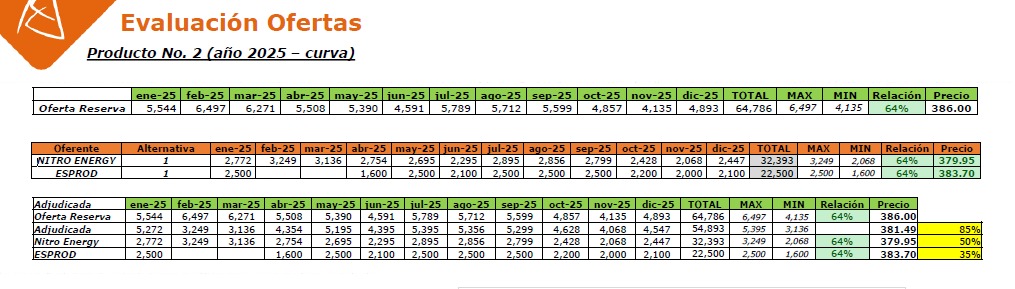 Evaluación Ofertas
Producto No. 2 (año 2025 – curva)
ene-25 feb-25 mar-25 abr-25 may-25 jun-25 jul-25 ago-25 sep-25 oct-25 nov-25 dic-25 TOTAL MAX MIN Relación Precio
Oferta Reserva 5,544 6,497 6,271 5,508 5,390 4,591 5,789 5,712 5,599 4,857 4,135 4,893 64,786 6,497 4,135 64% 386.00
Oferente Alternativa ene-25 feb-25 mar-25 abr-25 may-25 jun-25 jul-25 ago-25 sep-25 oct-25 nov-25 dic-25 TOTAL MAX MIN Relación Precio
NITRO ENERGY 1 2,772 3,249 3,136 2,754 2,695 2,295 2,895 2,856 2,799 2,428 2,068 2,447 32,393 3,249 2,068 64% 379.95
ESPROD 1 2,500 1,600 2,500 2,100 2,500 2,500 2,500 2,200 2,000 2,100 22,500 2,500 1,600 64% 383.70
Adjudicada ene-25 feb-25 mar-25 abr-25 may-25 jun-25 jul-25 ago-25 sep-25 oct-25 nov-25 dic-25 TOTAL MAX MIN Relación Precio
Oferta Reserva 5,544 6,497 6,271 5,508 5,390 4,591 5,789 5,712 5,599 4,857 4,135 4,893 64,786 6,497 4,135 64% 386.00
Adjudicada 5,272 3,249 3,136 4,354 5,195 4,395 5,395 5,356 5,299 4,628 4,068 4,547 54,893 5,395 3,136 381.49 85%
Nitro Energy 2,772 3,249 3,136 2,754 2,695 2,295 2,895 2,856 2,799 2,428 2,068 2,447 32,393 3,249 2,068 64% 379.95 50%
ESPROD 2,500 1,600 2,500 2,100 2,500 2,500 2,500 2,200 2,000 2,100 22,500 2,500 1,600 64% 383.70 35%